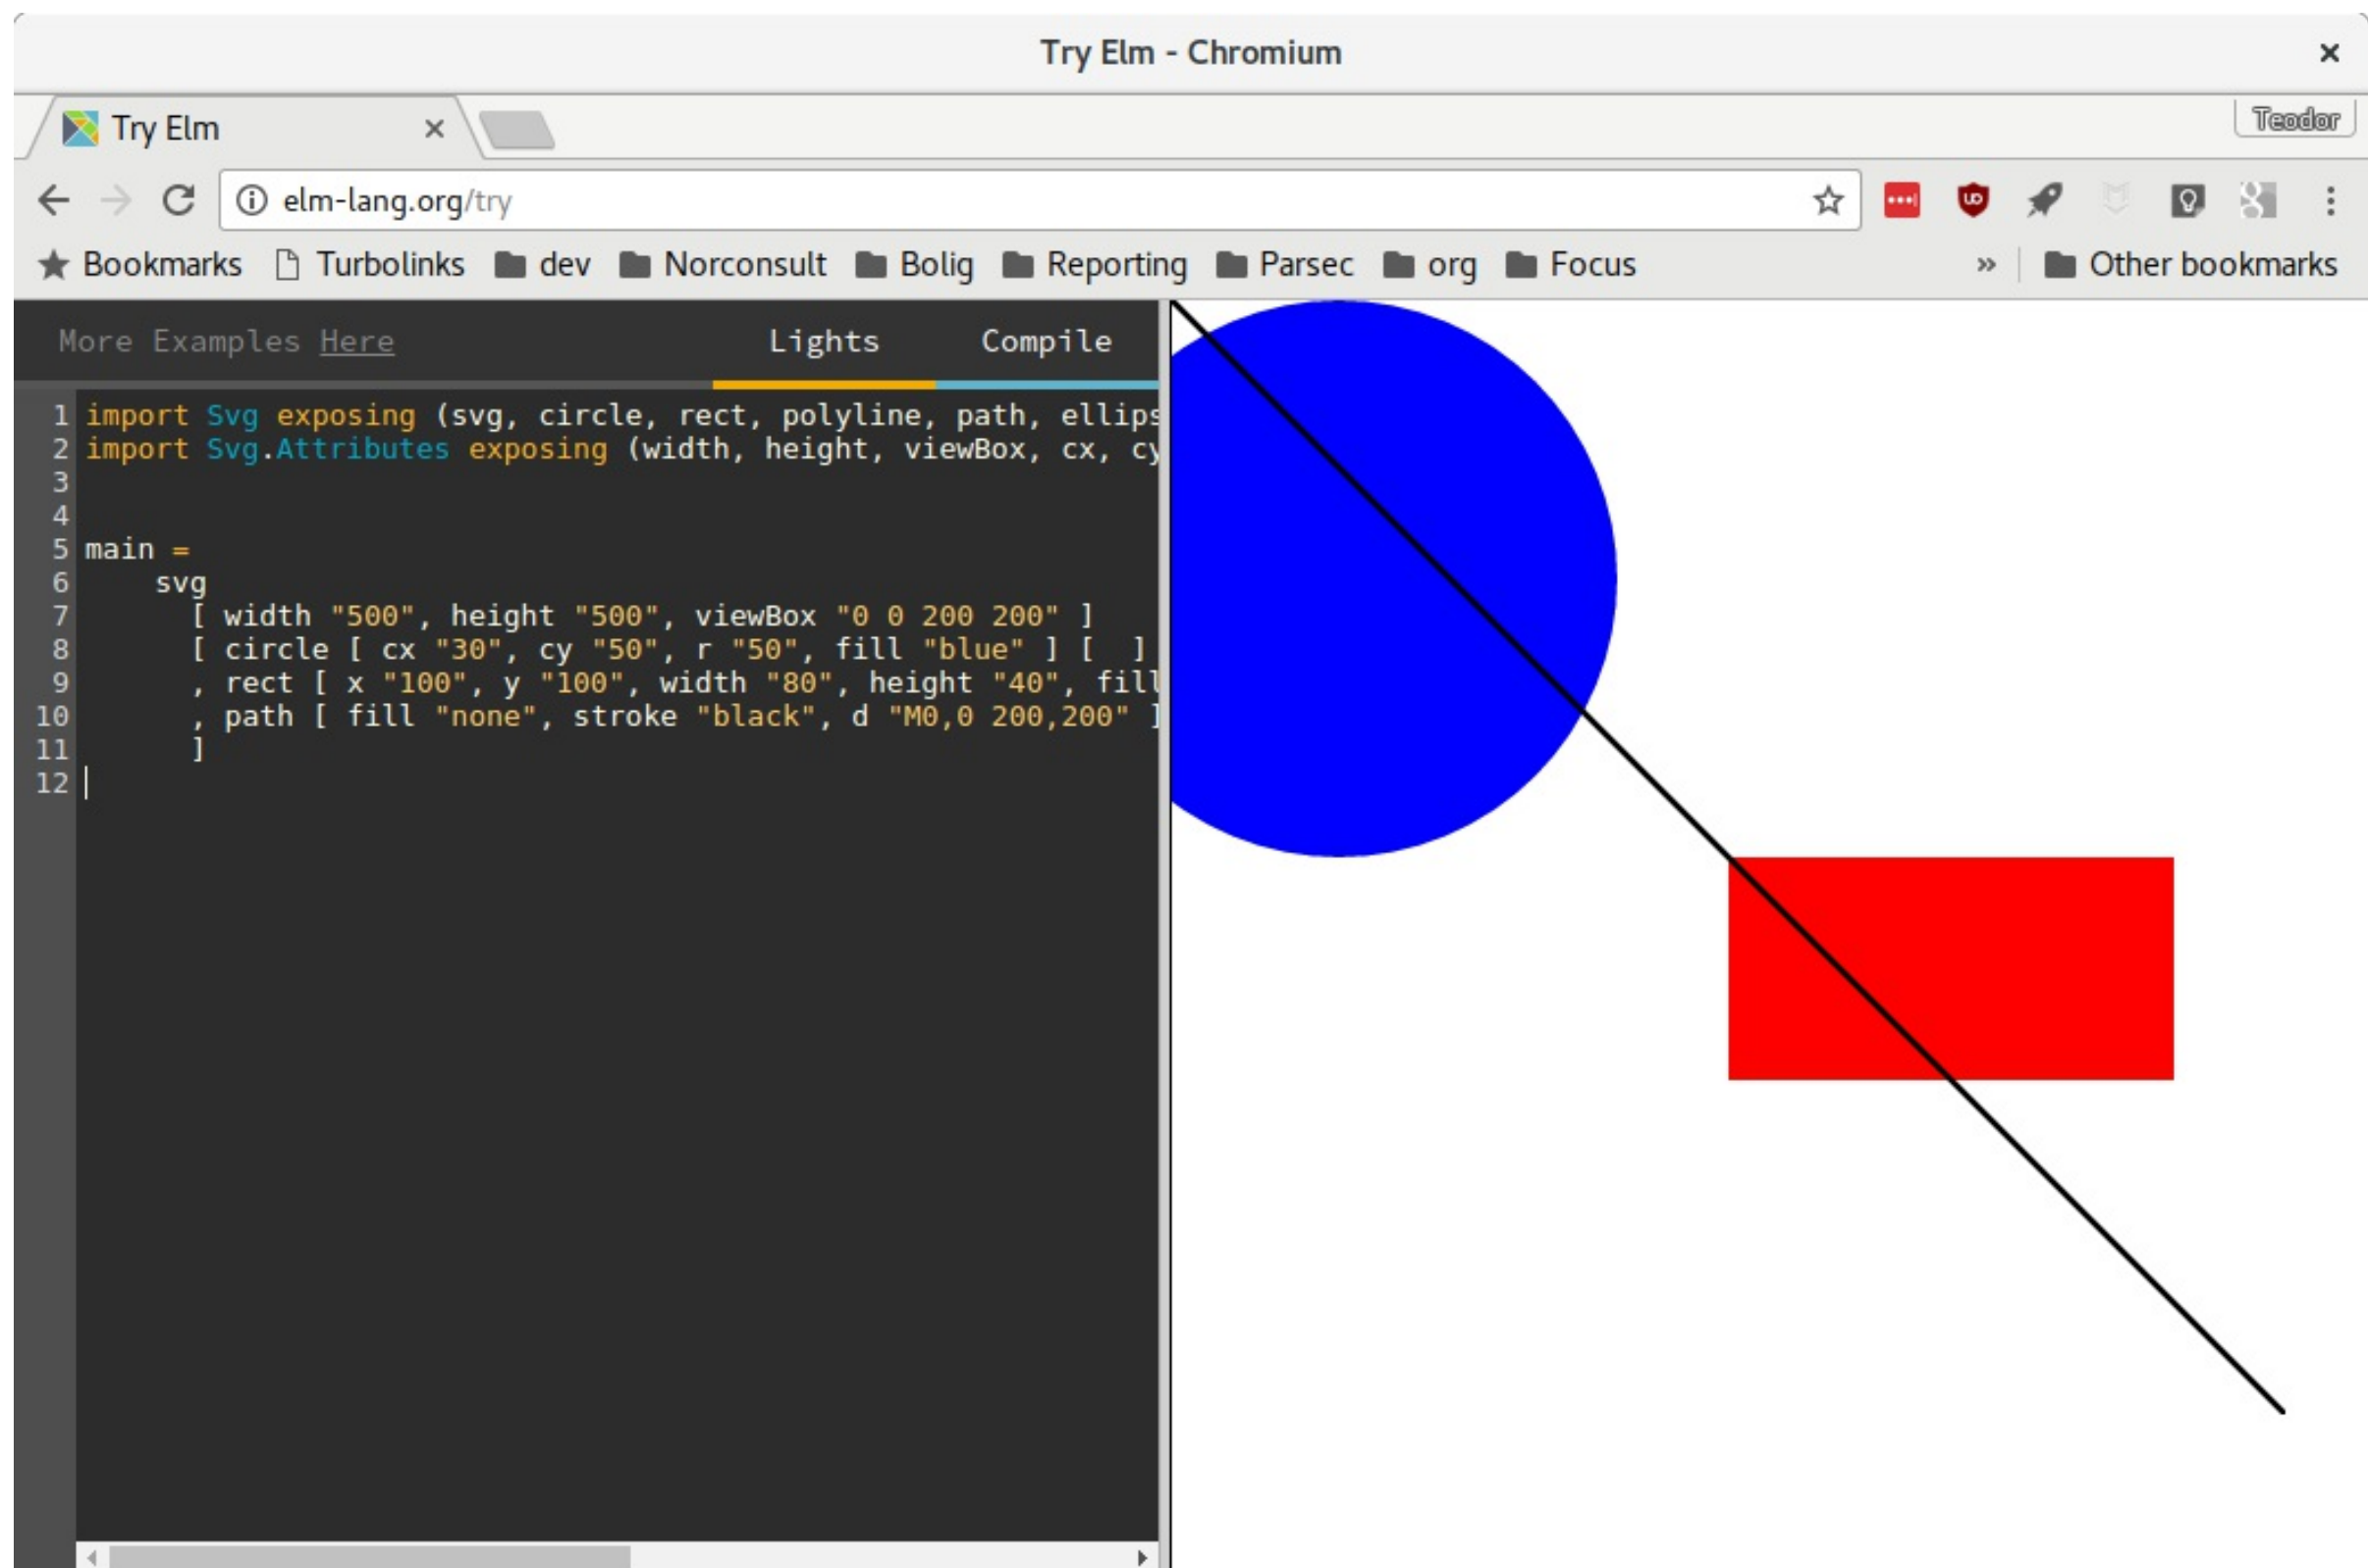 Try Elm - Chromium
Try Elm
Teodor
elm-lang.org/try
Bookmarks Turbolinks dev Norconsult Bolig Reporting Parsec org Focus » Other bookmarks
More Examples Here Lights Compile
1 import Svg exposing (svg, circle, rect, polyline, path, ellips
2 import Svg.Attributes exposing (width, height, viewBox, cx, cy
3
4
5 main =
6     svg
7       [ width "500", height "500", viewBox "0 0 200 200" ]
8       [ circle [ cx "30", cy "50", r "50", fill "blue" ] [  ]
9       , rect [ x "100", y "100", width "80", height "40", fill
10       , path [ fill "none", stroke "black", d "M0,0 200,200" ]
11       ]
12